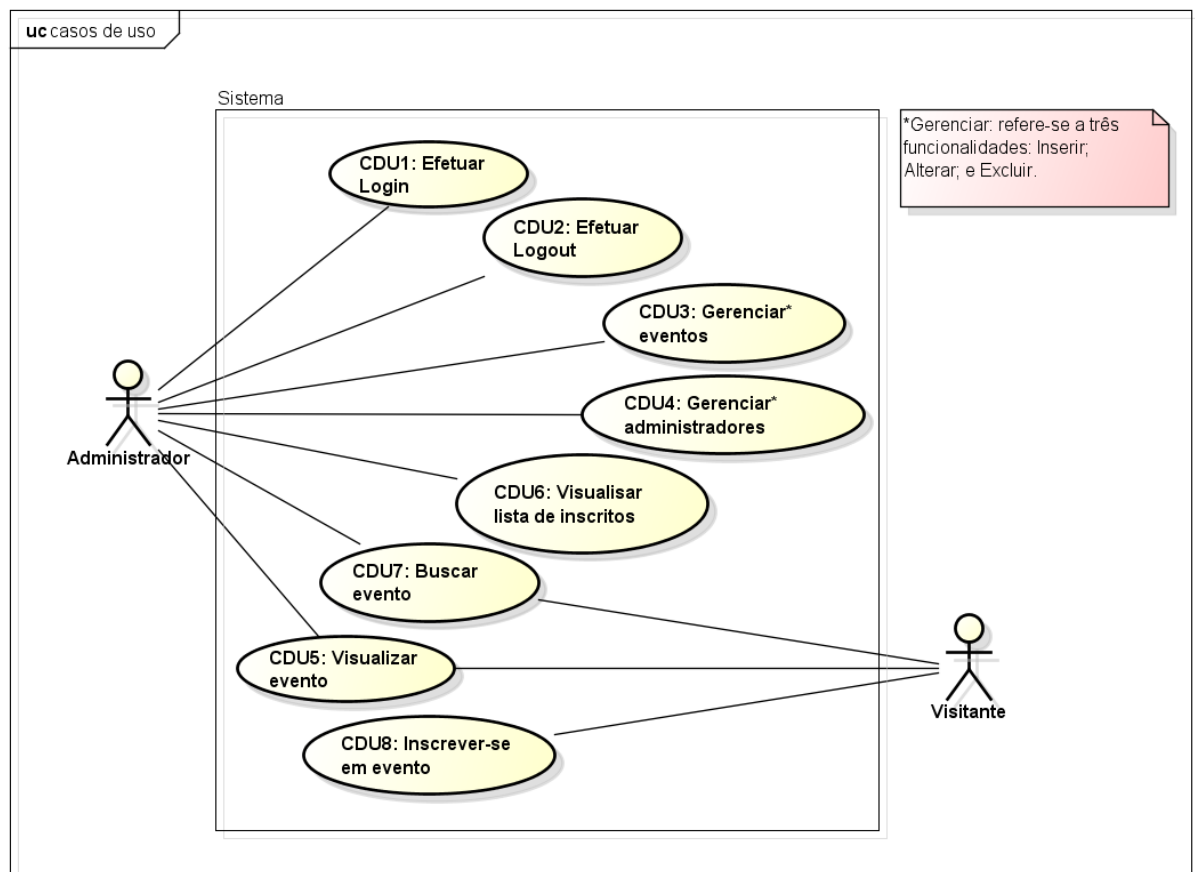 uc casos de uso
Sistema
*Gerenciar: refere-se a três
funcionalidades: Inserir;
Alterar; e Excluir.
CDU1: Efetuar
Login
CDU2: Efetuar
Logout
CDU3: Gerenciar*
eventos
CDU4: Gerenciar*
administradores
Administrador
CDU6: Visualisar
lista de inscritos
CDU7: Buscar
evento
CDU5: Visualizar
evento
Visitante
CDU8: Inscrever-se
em evento